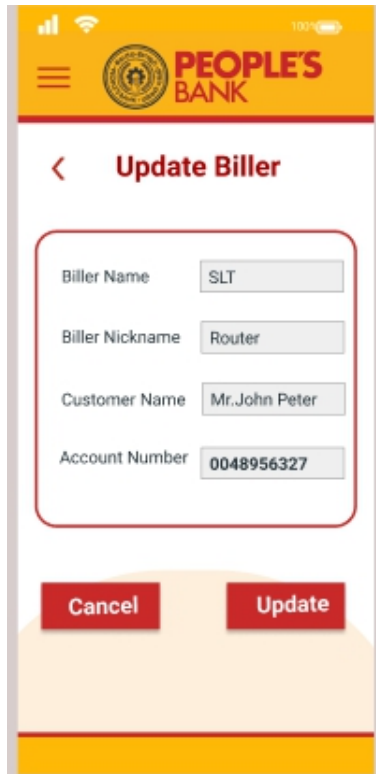 100%
PEOPLE'S
BANK
Update Biller
Biller Name SLT
Biller Nickname Router
Customer Name Mr.John Peter
Account Number 0048956327
Cancel Update